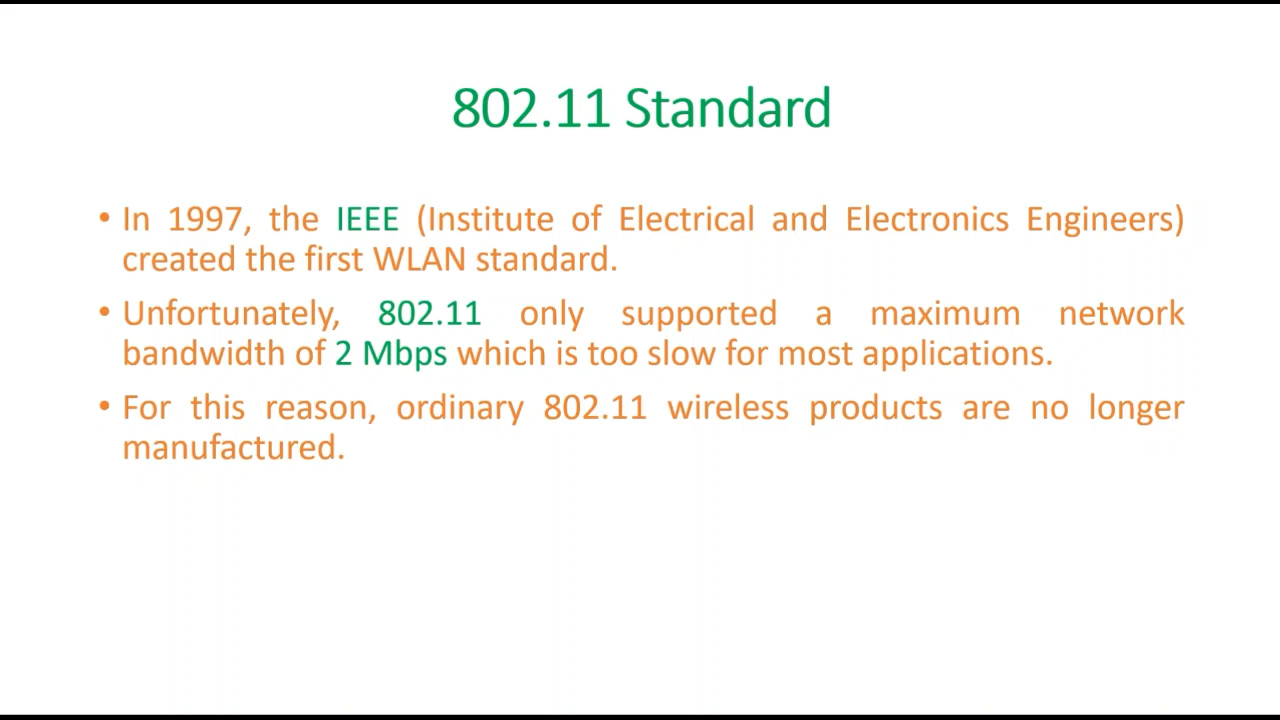 802.11 Standard
• In 1997, the IEEE (Institute of Electrical and Electronics Engineers)
created the first WLAN standard.
• Unfortunately, 802.11 only supported a maximum network
bandwidth of 2 Mbps which is too slow for most applications.
• For this reason, ordinary 802.11 wireless products are no longer
manufactured.